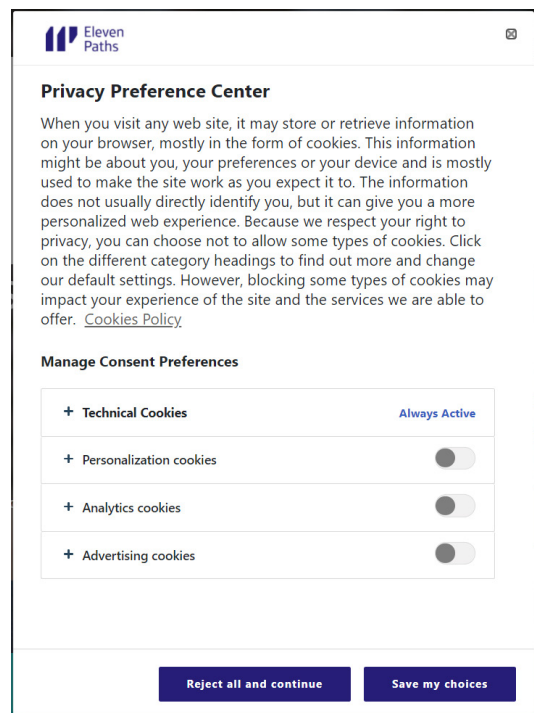 Eleven
Paths
Privacy Preference Center
When you visit any web site, it may store or retrieve information
on your browser, mostly in the form of cookies. This information
might be about you, your preferences or your device and is mostly
used to make the site work as you expect it to. The information
does not usually directly identify you, but it can give you a more
personalized web experience. Because we respect your right to
privacy, you can choose not to allow some types of cookies. Click
on the different category headings to find out more and change
our default settings. However, blocking some types of cookies may
impact your experience of the site and the services we are able to
offer. Cookies Policy
Manage Consent Preferences
+ Technical Cookies Always Active
+ Personalization cookies
+ Analytics cookies
+ Advertising cookies
Reject all and continue Save my choices